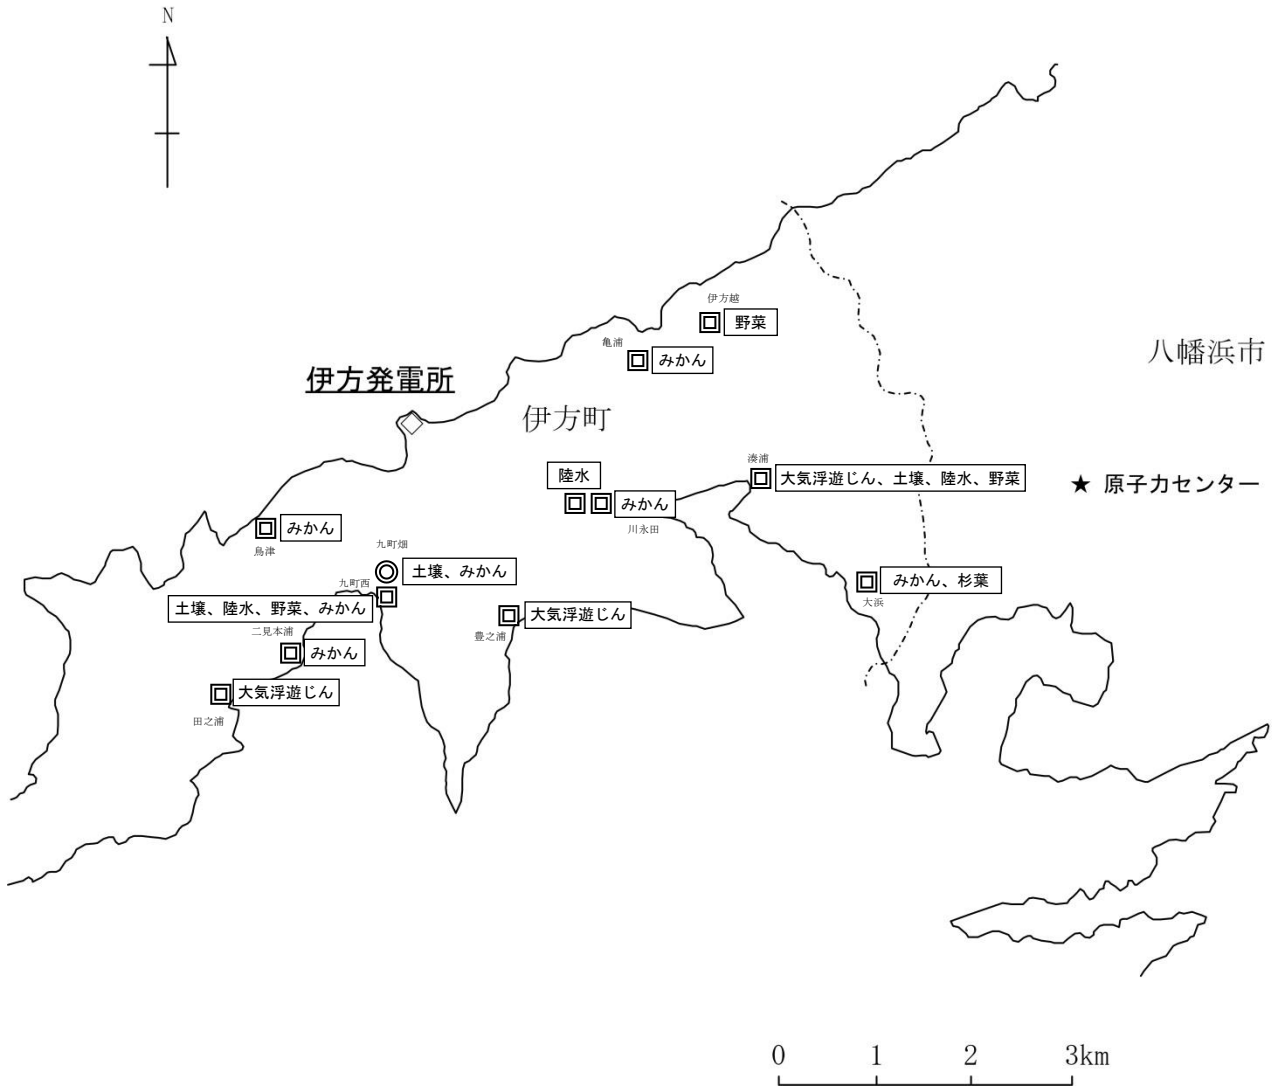 N
伊方越
野菜
亀浦
みかん
八幡浜市
伊方発電所
伊方町
湊浦
大気浮遊じん、土壌、陸水、野菜
陸水
みかん
川永田
★ 原子力センター
みかん
鳥津
九町畑
土壌、みかん
九町西
土壌、陸水、野菜、みかん
みかん、杉葉
大浜
大気浮遊じん
豊之浦
二見本浦
みかん
大気浮遊じん
田之浦
0 1 2 3km